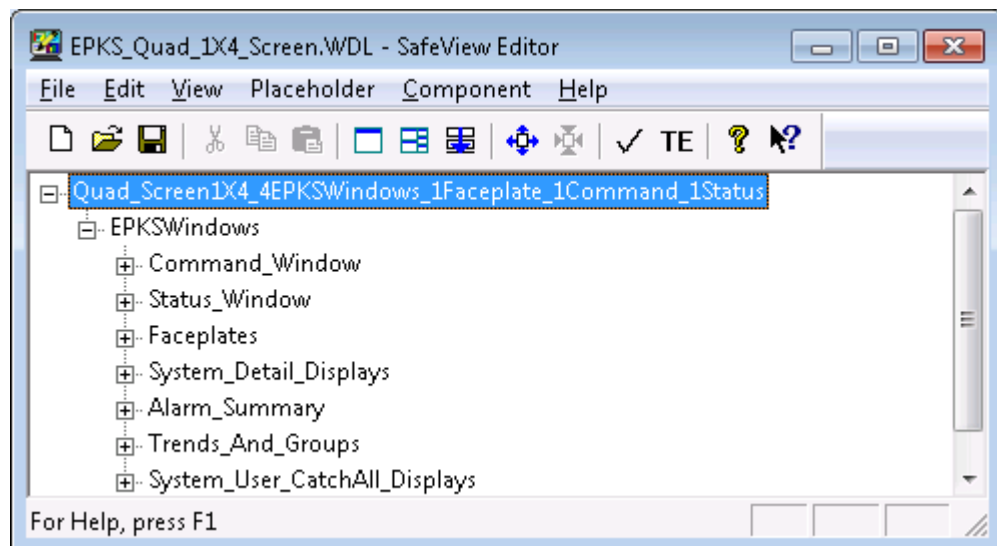 EPKS_Quad_1X4_Screen.WDL - SafeView Editor
File Edit View Placeholder Component Help
TE ? ?
Quad_Screen1X4_4EPKSWindows_1Faceplate_1Command_1Status
EPKSWindows
Command_Window
Status_Window
Faceplates
System_Detail_Displays
Alarm_Summary
Trends_And_Groups
System_User_CatchAll_Displays
For Help, press F1